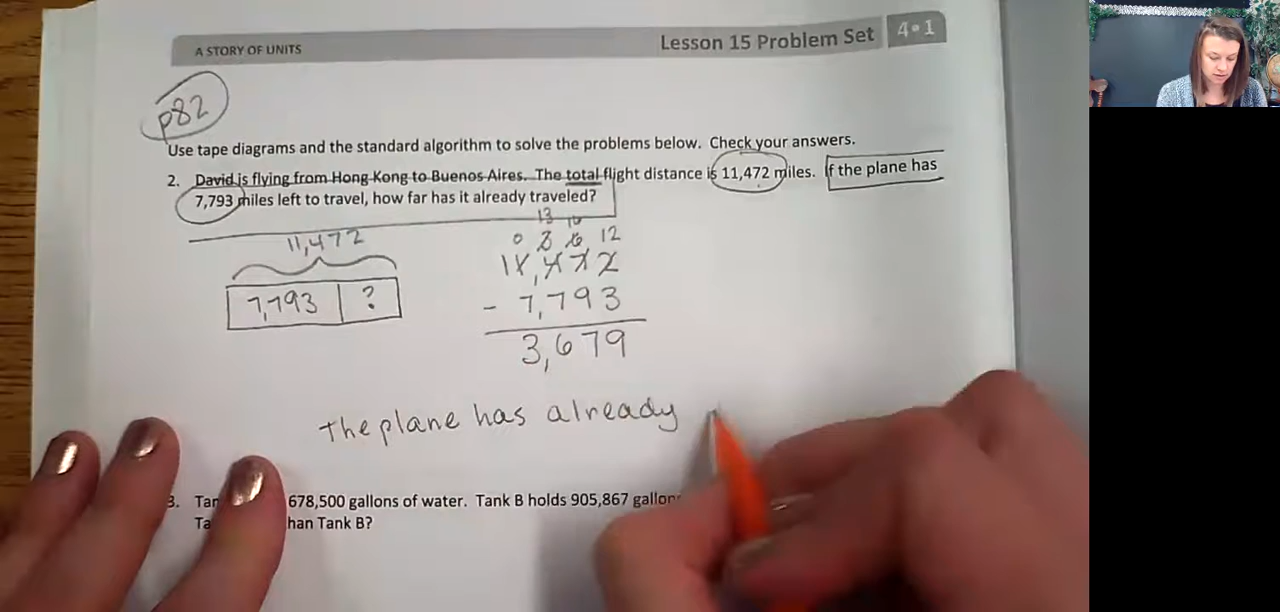 A STORY OF UNITS
Lesson 15 Problem Set 4•1
p82
Use tape diagrams and the standard algorithm to solve the problems below. Check your answers.
2. David is flying from Hong Kong to Buenos Aires. The total flight distance is 11,472 miles. If the plane has
7,793 miles left to travel, how far has it already traveled?
11,472
7,793 ?
13 16
0 3 6 12
11,472
- 7,793
3,679
The plane has already
3. Tan 678,500 gallons of water. Tank B holds 905,867 gallons
Ta han Tank B?